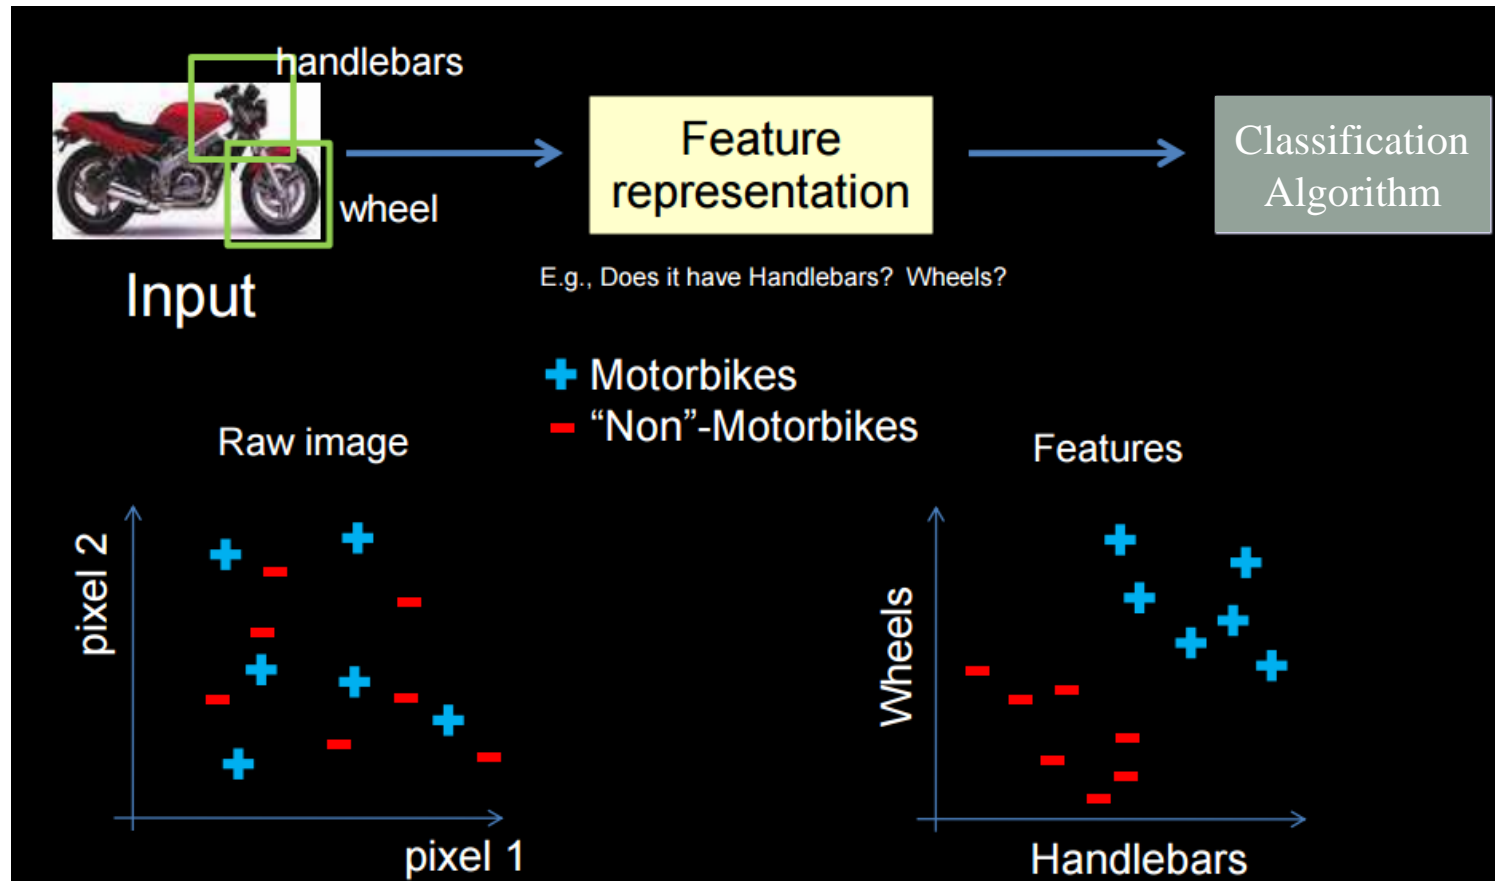 handlebars
wheel
Input
Feature
representation
Classification
Algorithm
E.g., Does it have Handlebars? Wheels?
Motorbikes
“Non”-Motorbikes
Raw image
pixel 2
pixel 1
Features
Wheels
Handlebars